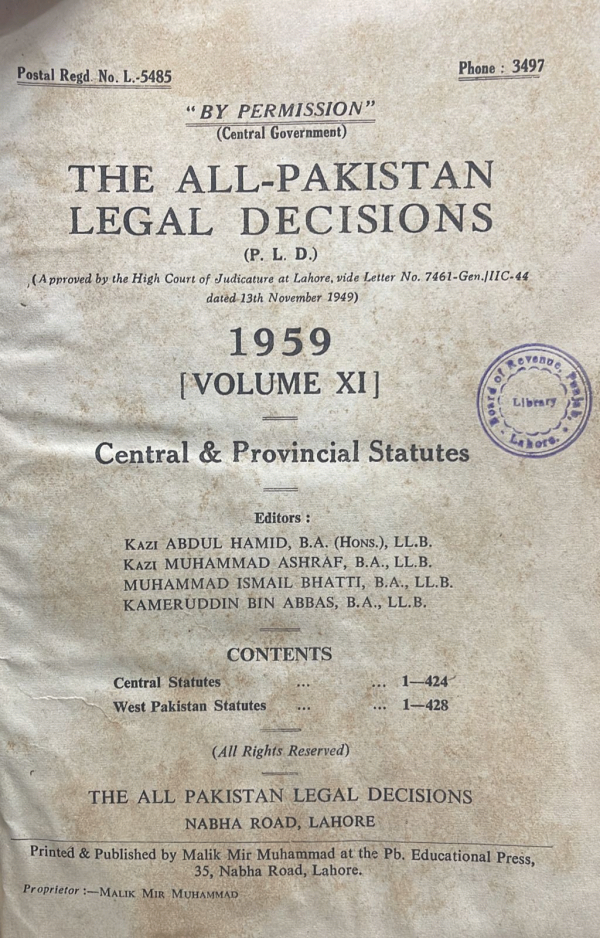 Postal Regd. No. L.-5485
Phone : 3497
"BY PERMISSION"
(Central Government)
THE ALL-PAKISTAN
LEGAL DECISIONS
(P. L. D.)
(Approved by the High Court of Judicature at Lahore, vide Letter No. 7461-Gen./IIC-44
dated 13th November 1949)
1959
[VOLUME XI]
Board of Revenue, Punjab,
Library
Lahore.
Central & Provincial Statutes
Editors :
KAZI ABDUL HAMID, B.A. (HONS.), LL.B.
KAZI MUHAMMAD ASHRAF, B.A., LL.B.
MUHAMMAD ISMAIL BHATTI, B.A., LL.B.
KAMERUDDIN BIN ABBAS, B.A., LL.B.
CONTENTS
Central Statutes ... ... 1—424
West Pakistan Statutes ... ... 1—428
(All Rights Reserved)
THE ALL PAKISTAN LEGAL DECISIONS
NABHA ROAD, LAHORE
Printed & Published by Malik Mir Muhammad at the Pb. Educational Press,
35, Nabha Road, Lahore.
Proprietor :—MALIK MIR MUHAMMAD